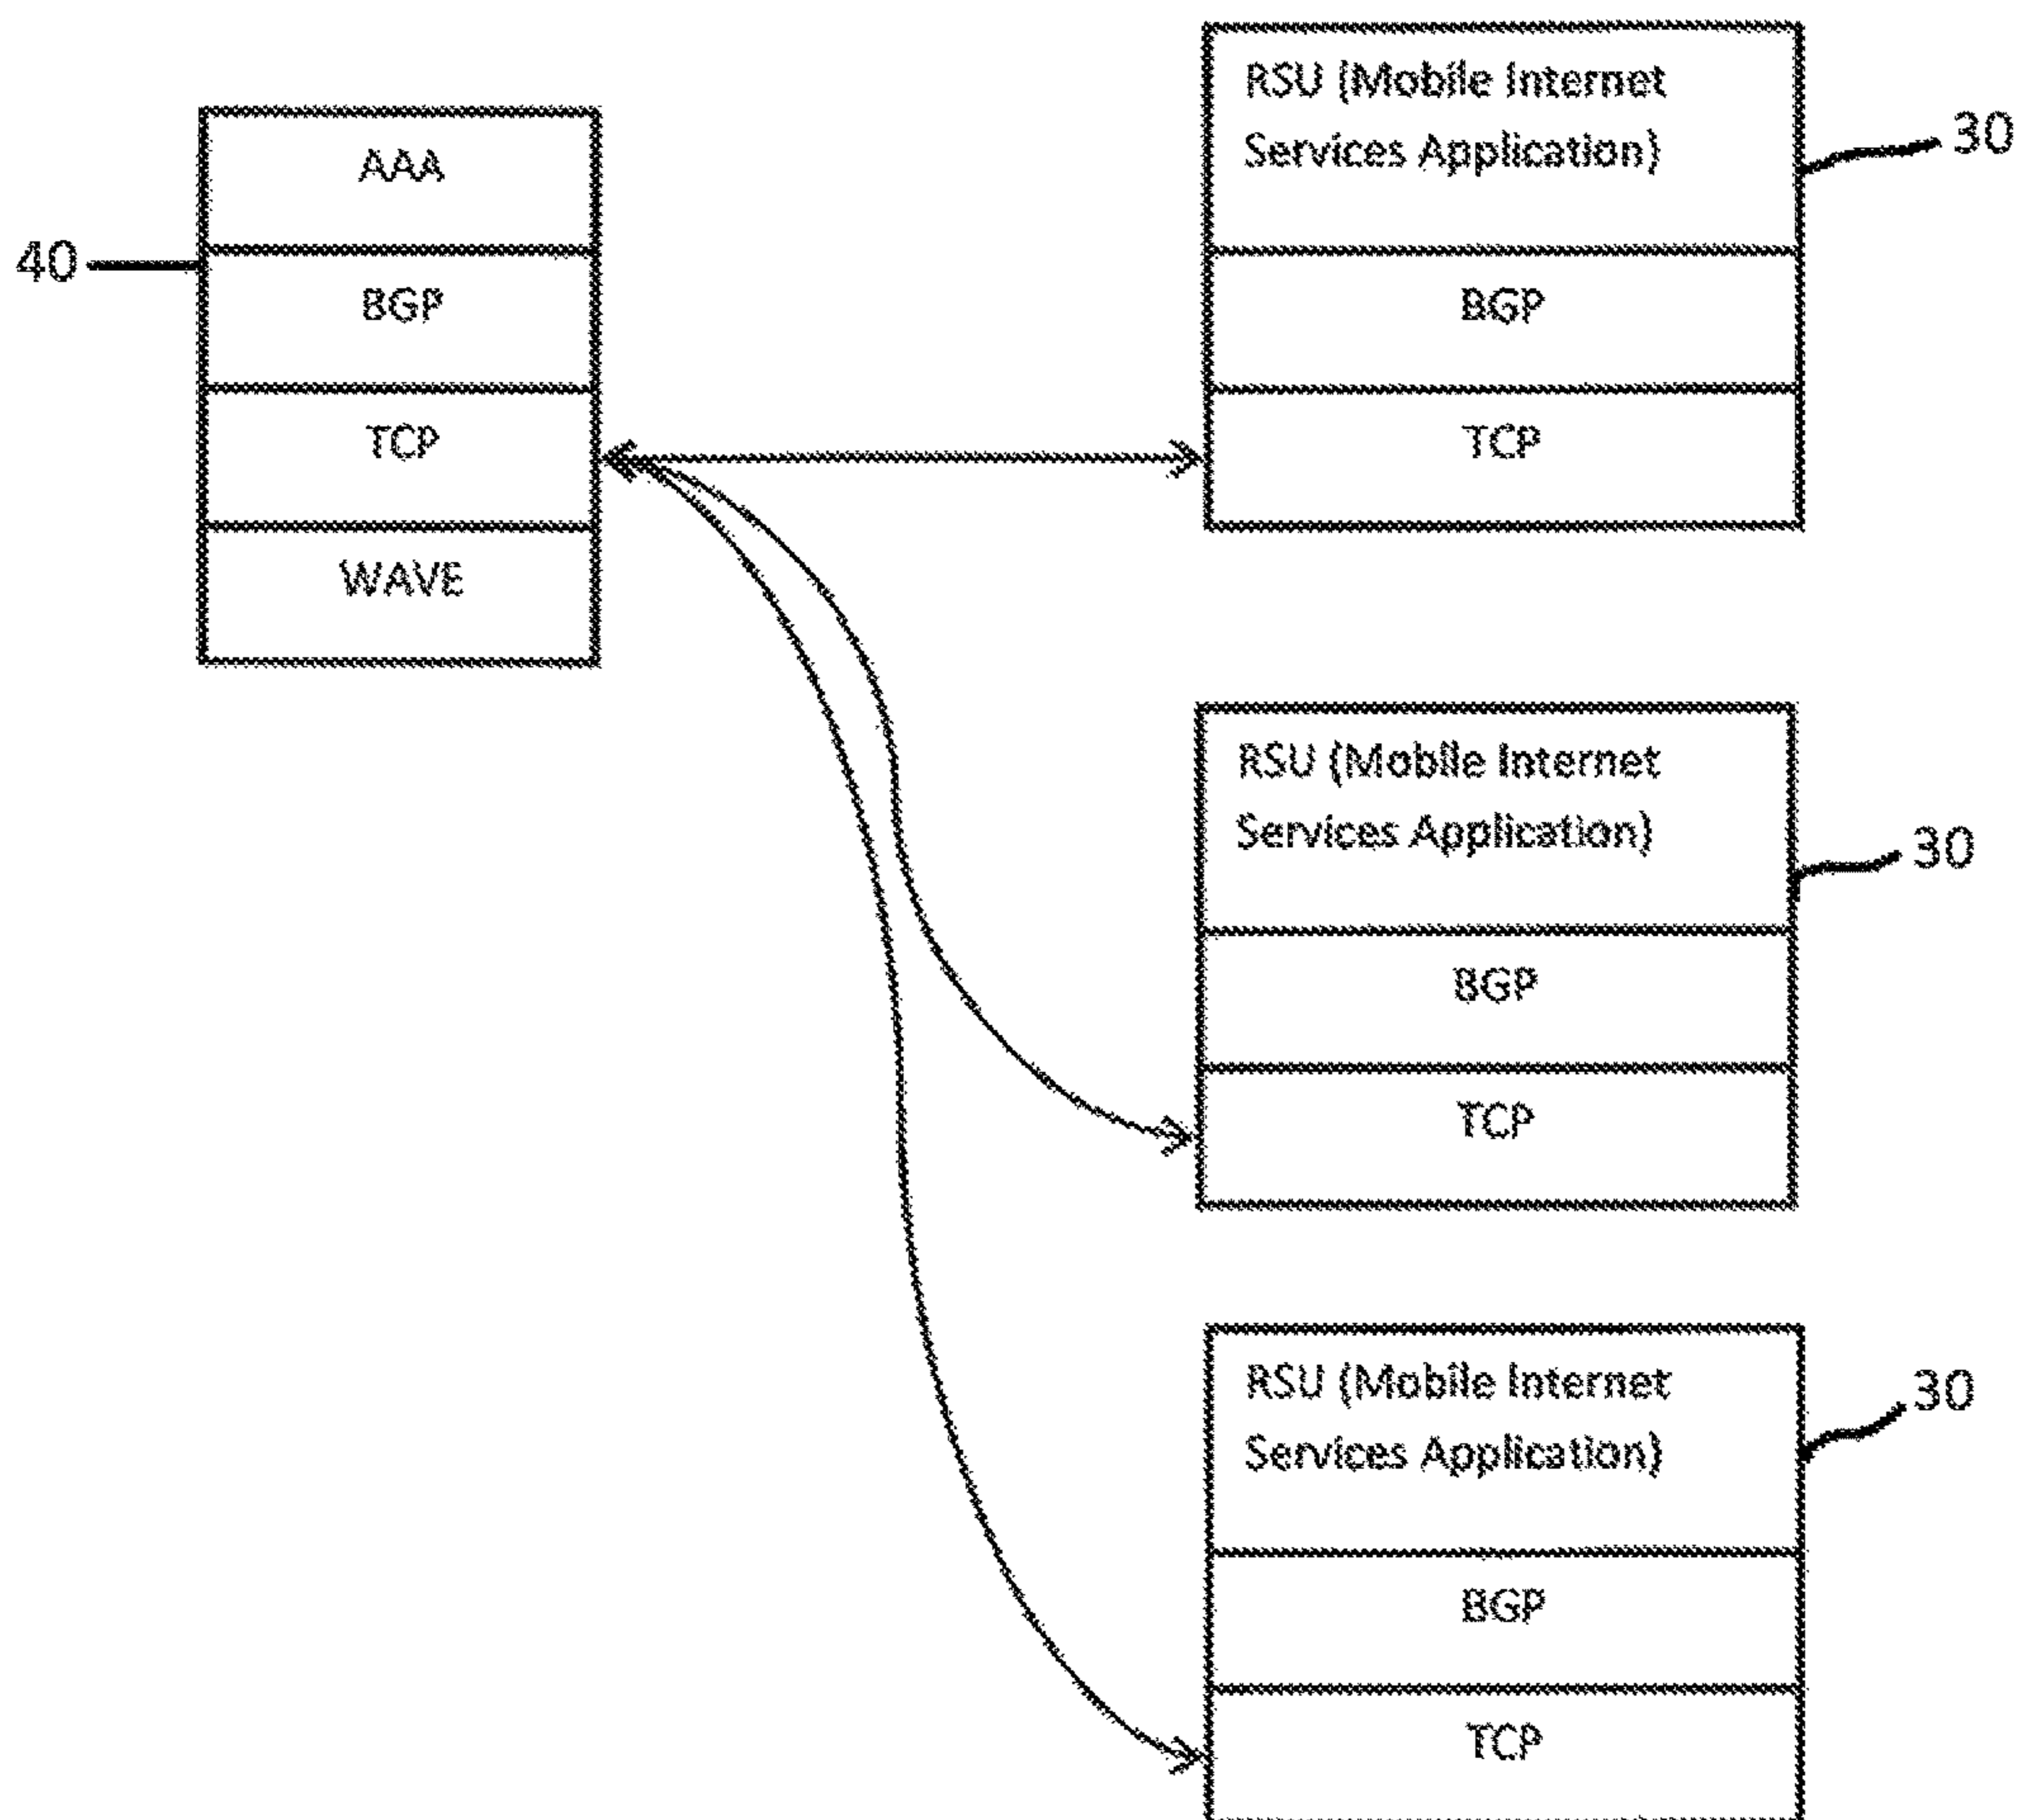 40
AAA
BGP
TCP
WAVE
RSU (Mobile Internet
Services Application)
30
BGP
TCP
RSU (Mobile Internet
Services Application)
30
BGP
TCP
RSU (Mobile Internet
Services Application)
30
BGP
TCP